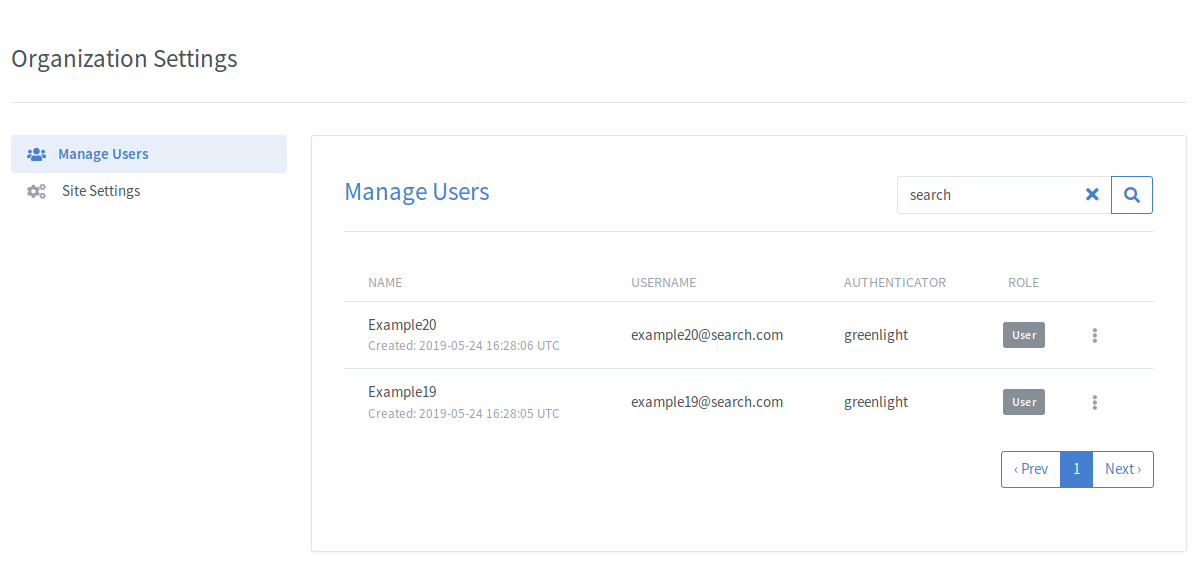 Organization Settings
Manage Users
Site Settings
Manage Users
search
NAME USERNAME AUTHENTICATOR ROLE
Example20
Created: 2019-05-24 16:28:06 UTC
example20@search.com greenlight User
Example19
Created: 2019-05-24 16:28:05 UTC
example19@search.com greenlight User
‹ Prev 1 Next ›